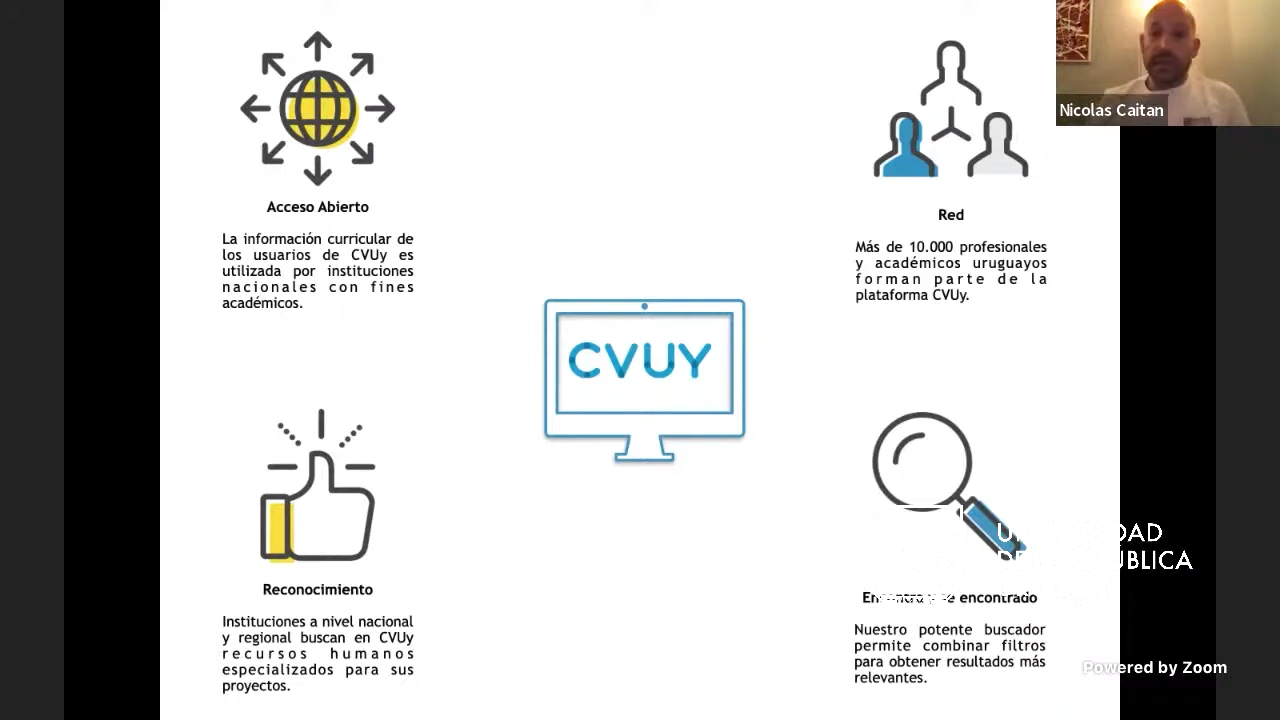 Nicolas Caitan
Acceso Abierto
La información curricular de
los usuarios de CVUy es
utilizada por instituciones
nacionales con fines
académicos.
Red
Más de 10.000 profesionales
y académicos uruguayos
forman parte de la
plataforma CVUy.
CVUY
Reconocimiento
Instituciones a nivel nacional
y regional buscan en CVUy
recursos humanos
especializados para sus
proyectos.
encontrado
Nuestro potente buscador
permite combinar filtros
para obtener resultados más
relevantes.
Powered by Zoom